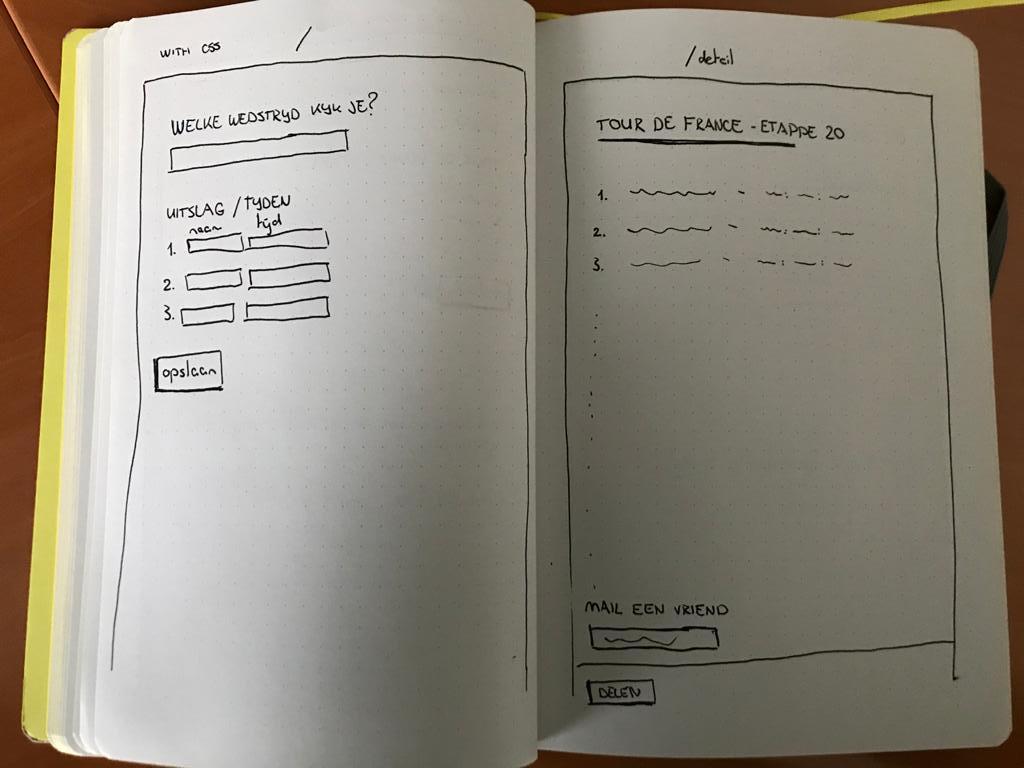 WITH CSS /
WELKE WEDSTRYD KYK JE?
UITSLAG / TYDEN
naam tijd
1.
2.
3.
opslaan
/detail
TOUR DE FRANCE - ETAPPE 20
1. - : :
2. - : :
3. - : :
MAIL EEN VRIEND
DELEN